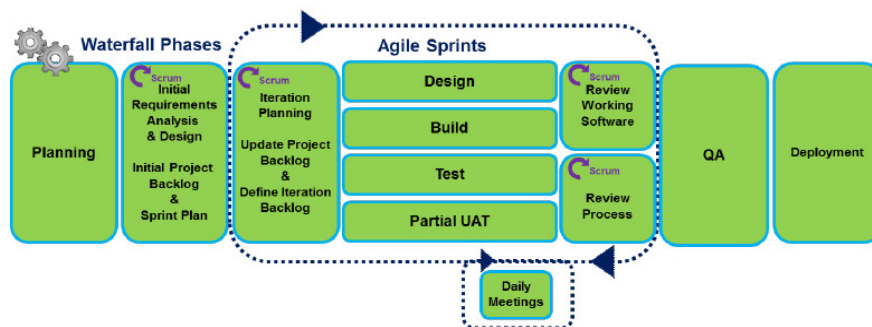 Waterfall Phases
Agile Sprints
Planning
Scrum
Initial
Requirements
Analysis
& Design
Initial Project
Backlog
&
Sprint Plan
Scrum
Iteration
Planning
Update Project
Backlog
&
Define Iteration
Backlog
Design
Build
Test
Partial UAT
Scrum
Review
Working
Software
Scrum
Review
Process
QA
Deployment
Daily
Meetings